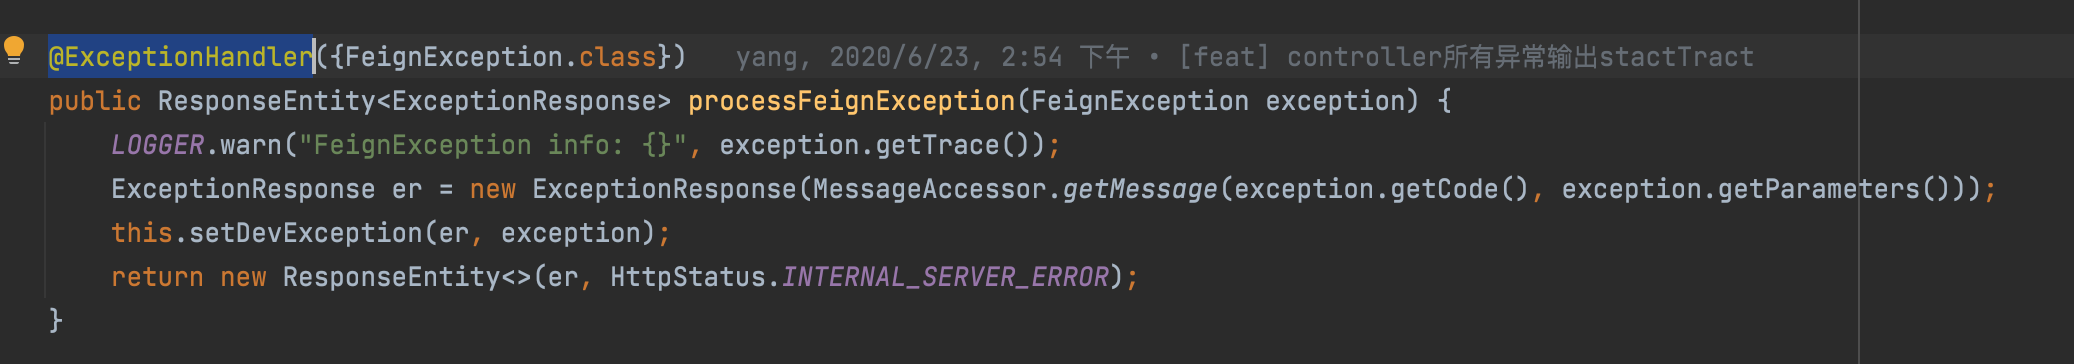 @ExceptionHandler({FeignException.class})    yang, 2020/6/23, 2:54 下午 • [feat] controller所有异常输出stactTract
public ResponseEntity<ExceptionResponse> processFeignException(FeignException exception) {
    LOGGER.warn("FeignException info: {}", exception.getTrace());
    ExceptionResponse er = new ExceptionResponse(MessageAccessor.getMessage(exception.getCode(), exception.getParameters()));
    this.setDevException(er, exception);
    return new ResponseEntity<>(er, HttpStatus.INTERNAL_SERVER_ERROR);
}